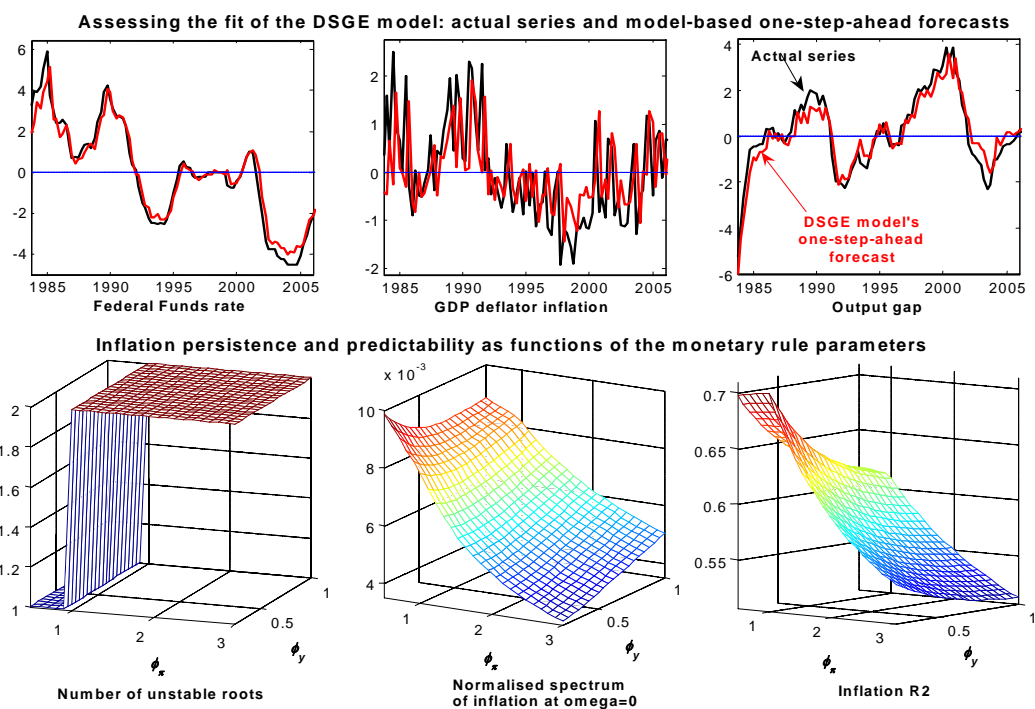 Assessing the fit of the DSGE model: actual series and model-based one-step-ahead forecasts
6
4
2
0
-2
-4
1985 1990 1995 2000 2005
Federal Funds rate
2
1
0
-1
-2
1985 1990 1995 2000 2005
GDP deflator inflation
4
2
0
-2
-4
-6
1985 1990 1995 2000 2005
Output gap
Actual series
DSGE model's
one-step-ahead
forecast
Inflation persistence and predictability as functions of the monetary rule parameters
2
1.8
1.6
1.4
1.2
1
1 2 3
0.5 1
ϕπ
ϕy
Number of unstable roots
x 10⁻³
10
8
6
4
1 2 3
0.5 1
ϕπ
ϕy
Normalised spectrum
of inflation at omega=0
0.7
0.65
0.6
0.55
1 2 3
0.5 1
ϕπ
ϕy
Inflation R2